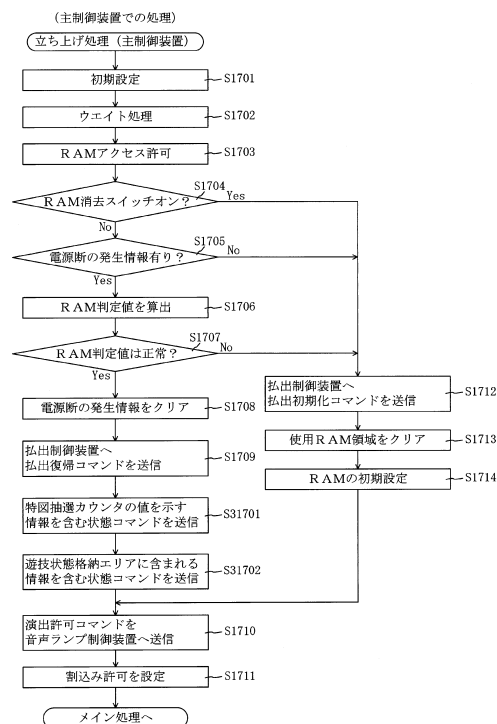 (主制御装置での処理)
立ち上げ処理(主制御装置)
初期設定
S1701
ウエイト処理
S1702
RAMアクセス許可
S1703
RAM消去スイッチオン?
S1704
Yes
No
電源断の発生情報有り?
S1705
No
Yes
RAM判定値を算出
S1706
RAM判定値は正常?
S1707
No
Yes
電源断の発生情報をクリア
S1708
払出制御装置へ
払出復帰コマンドを送信
S1709
特図抽選カウンタの値を示す
情報を含む状態コマンドを送信
S31701
遊技状態格納エリアに含まれる
情報を含む状態コマンドを送信
S31702
払出制御装置へ
払出初期化コマンドを送信
S1712
使用RAM領域をクリア
S1713
RAMの初期設定
S1714
演出許可コマンドを
音声ランプ制御装置へ送信
S1710
割込み許可を設定
S1711
メイン処理へ